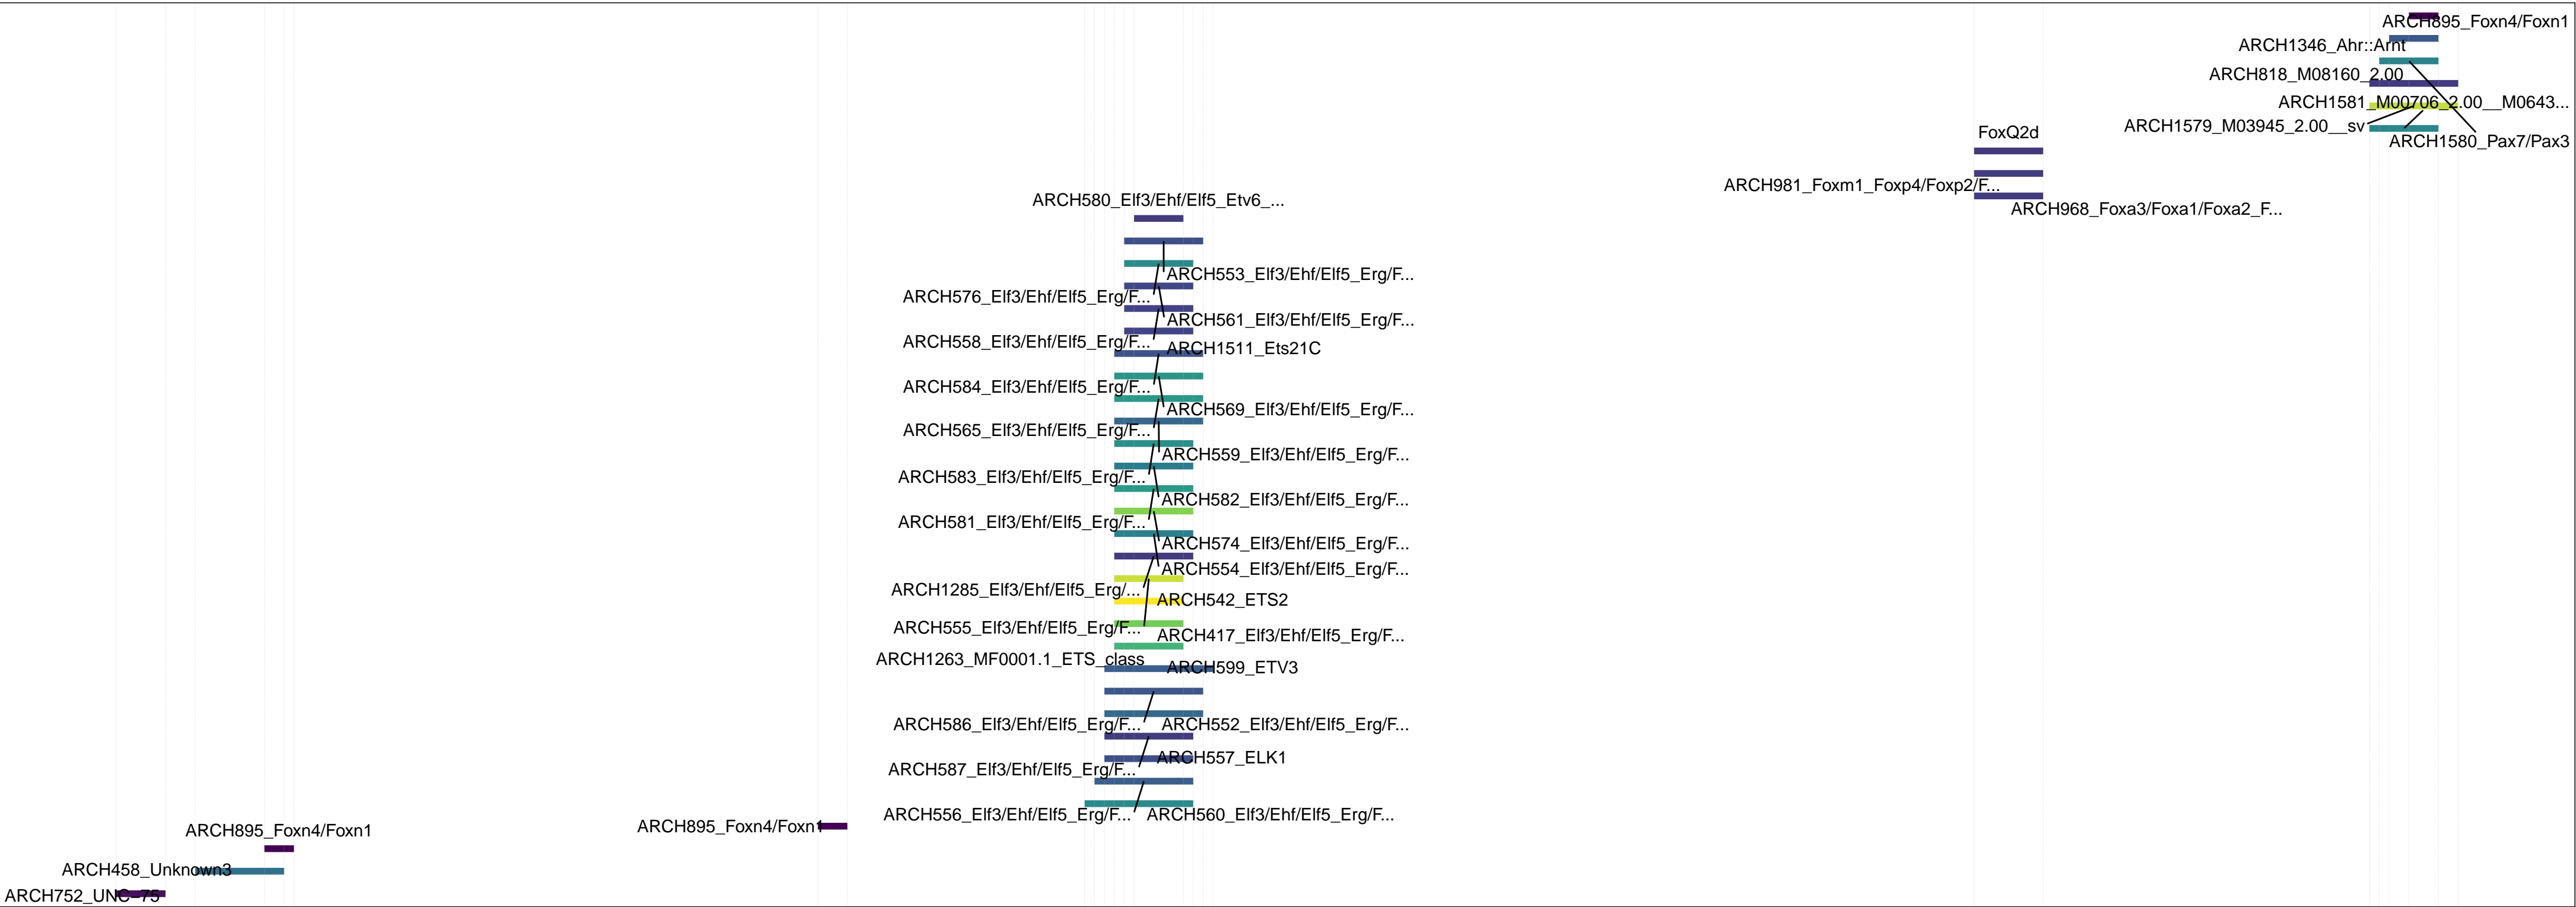 ARCH895_Foxn4/Foxn1
ARCH1346_Ahr::Arnt
ARCH818_M08160_2.00
ARCH1581_M00706_2.00__M0643...
ARCH1579_M03945_2.00__sv
FoxQ2d
ARCH1580_Pax7/Pax3
ARCH981_Foxm1_Foxp4/Foxp2/F...
ARCH580_Elf3/Ehf/Elf5_Etv6_...
ARCH968_Foxa3/Foxa1/Foxa2_F...
ARCH553_Elf3/Ehf/Elf5_Erg/F...
ARCH576_Elf3/Ehf/Elf5_Erg/F...
ARCH561_Elf3/Ehf/Elf5_Erg/F...
ARCH558_Elf3/Ehf/Elf5_Erg/F...
ARCH1511_Ets21C
ARCH584_Elf3/Ehf/Elf5_Erg/F...
ARCH569_Elf3/Ehf/Elf5_Erg/F...
ARCH565_Elf3/Ehf/Elf5_Erg/F...
ARCH559_Elf3/Ehf/Elf5_Erg/F...
ARCH583_Elf3/Ehf/Elf5_Erg/F...
ARCH582_Elf3/Ehf/Elf5_Erg/F...
ARCH581_Elf3/Ehf/Elf5_Erg/F...
ARCH574_Elf3/Ehf/Elf5_Erg/F...
ARCH554_Elf3/Ehf/Elf5_Erg/F...
ARCH1285_Elf3/Ehf/Elf5_Erg/...
ARCH542_ETS2
ARCH555_Elf3/Ehf/Elf5_Erg/F...
ARCH417_Elf3/Ehf/Elf5_Erg/F...
ARCH1263_MF0001.1_ETS_class
ARCH599_ETV3
ARCH586_Elf3/Ehf/Elf5_Erg/F...
ARCH552_Elf3/Ehf/Elf5_Erg/F...
ARCH557_ELK1
ARCH587_Elf3/Ehf/Elf5_Erg/F...
ARCH556_Elf3/Ehf/Elf5_Erg/F...
ARCH560_Elf3/Ehf/Elf5_Erg/F...
ARCH895_Foxn4/Foxn1
ARCH895_Foxn4/Foxn1
ARCH458_Unknown3
ARCH752_UNC-75